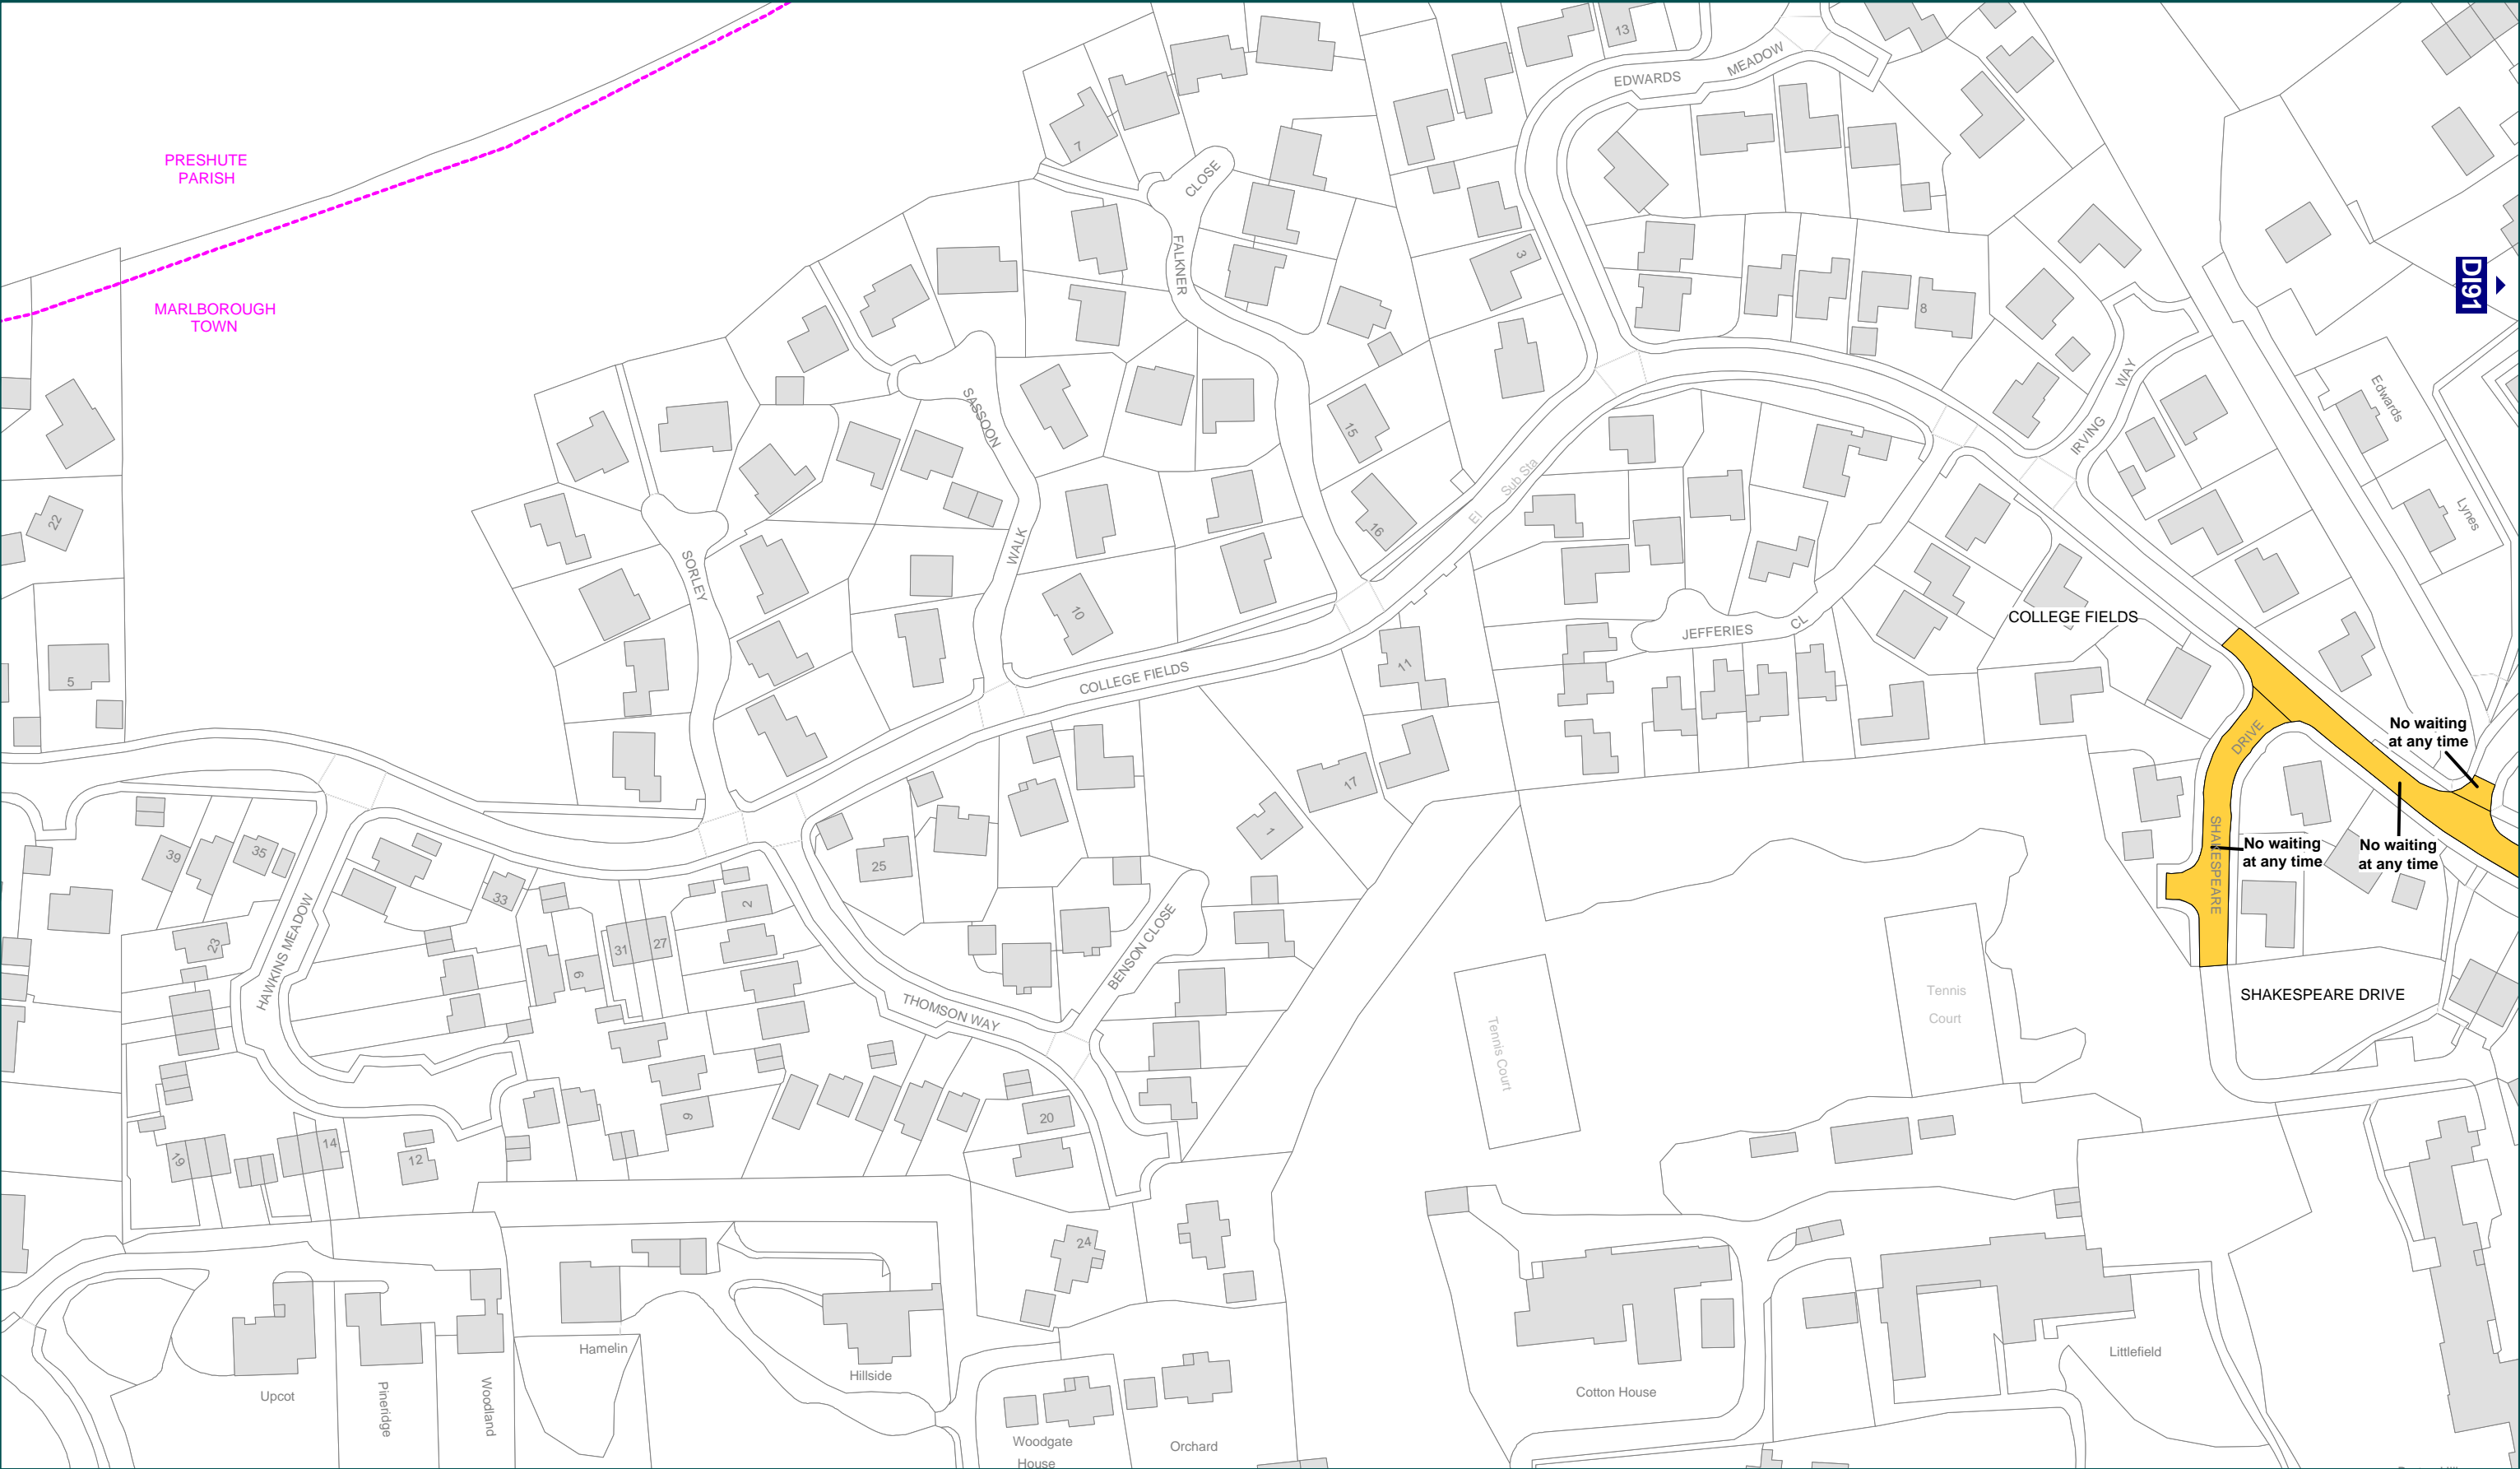 13
EDWARDS MEADOW
7
CLOSE
FALKNER
PRESHUTE
PARISH
MARLBOROUGH
TOWN
3
8
DI91
Edwards
Lynes
IRVING WAY
SASSOON
WALK
15
16
El Sub Sta
22
SORLEY
10
COLLEGE FIELDS
11
JEFFERIES CL
COLLEGE FIELDS
5
17
1
DRIVE
No waiting
at any time
No waiting
at any time
No waiting
at any time
SHAKESPEARE
SHAKESPEARE DRIVE
39
35
33
25
2
31
27
9
23
HAWKINS MEADOW
BENSON CLOSE
THOMSON WAY
Tennis
Court
Tennis Court
9
20
19
14
12
24
Hamelin
Hillside
Upcot
Pineridge
Woodland
Woodgate
House
Orchard
Cotton House
Littlefield